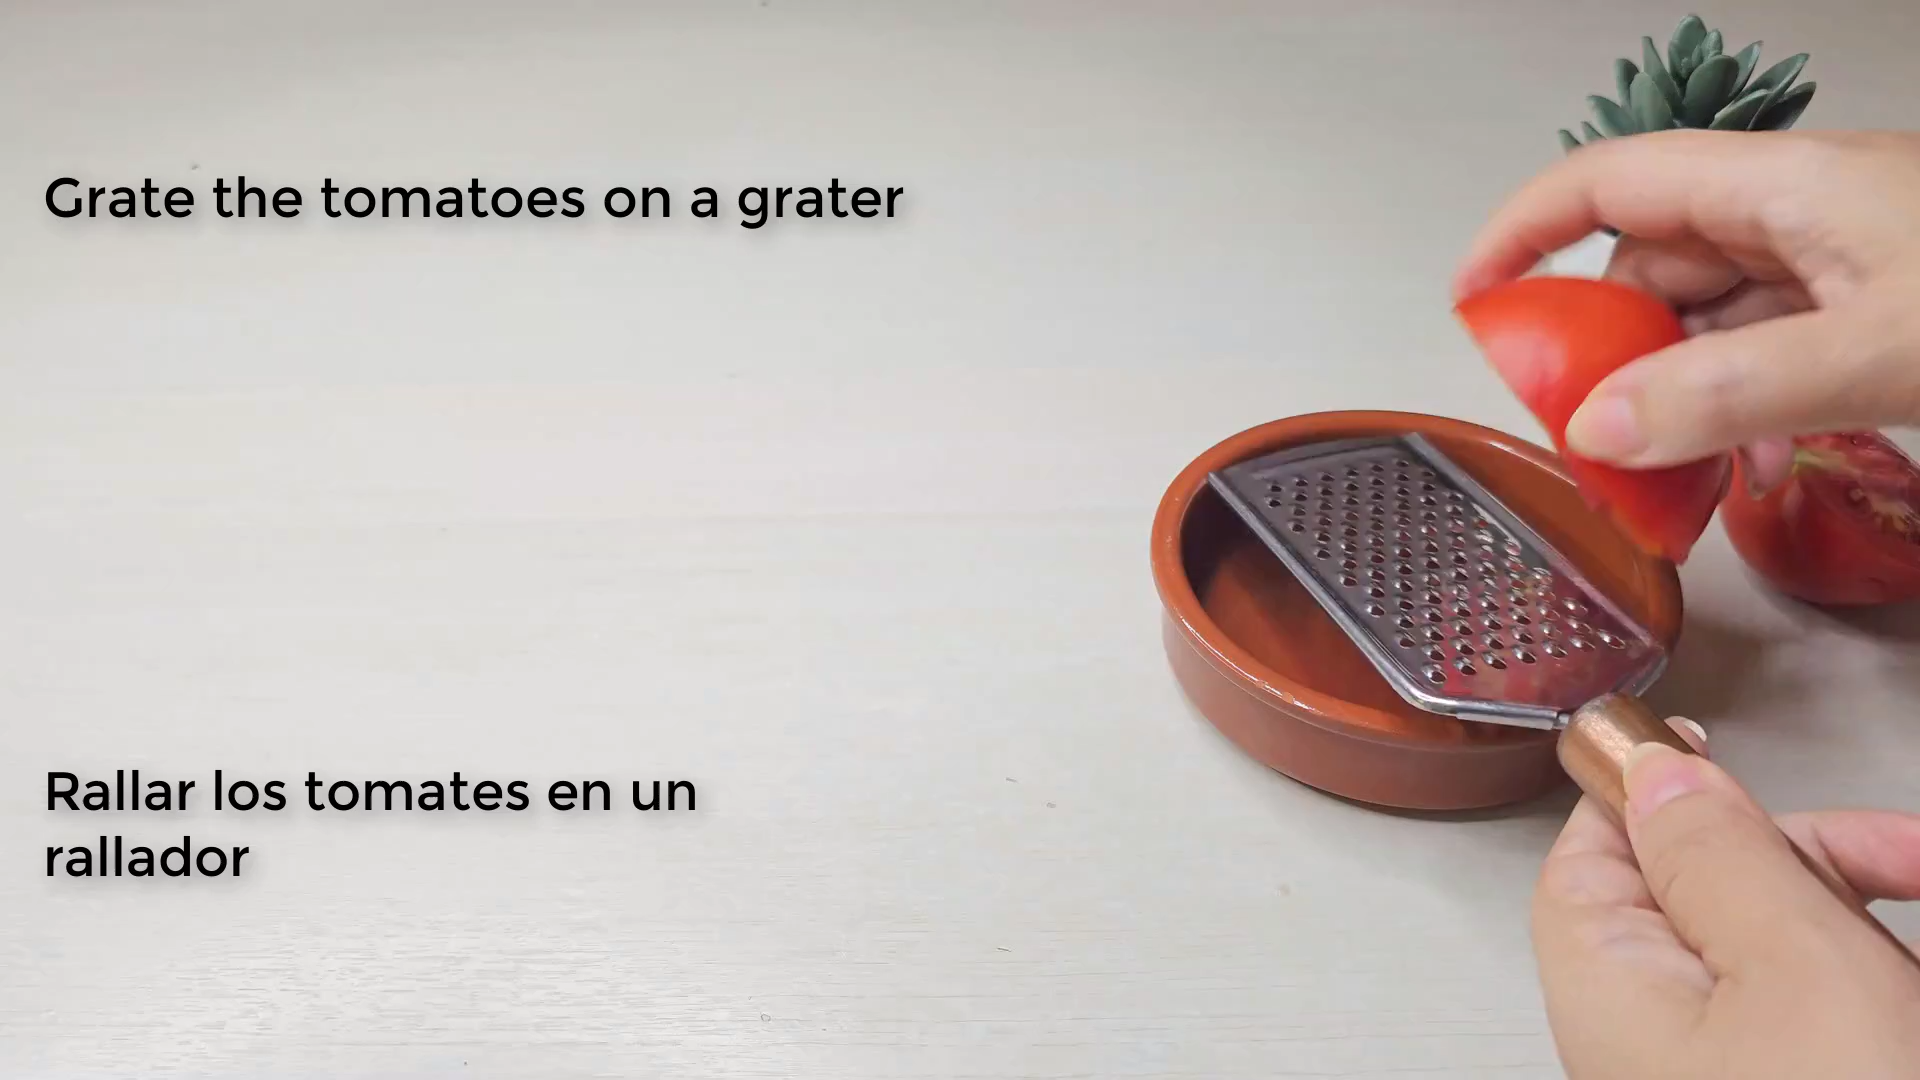 Grate the tomatoes on a grater
Rallar los tomates en un
rallador